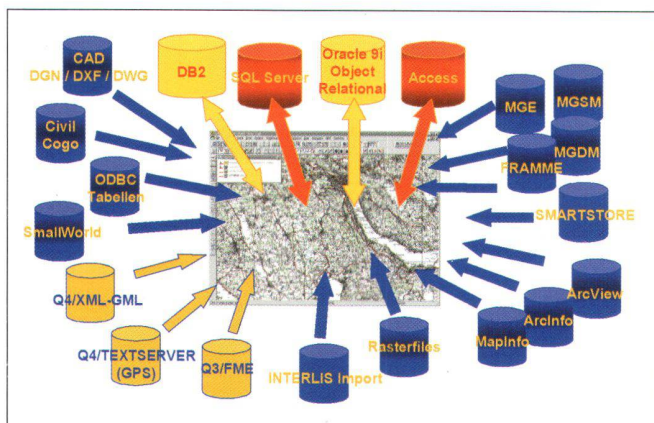 CAD
DGN / DXF / DWG
DB2
SQL Server
Oracle 9i
Object
Relational
Access
MGE
MGSM
Civil
Cogo
MGDM
FRAMME
ODBC
Tabellen
SMARTSTORE
SmallWorld
ArcView
Q4/XML-GML
ArcInfo
MapInfo
Rasterfiles
Q4/TEXTSERVER
(GPS)
Q3/FME
INTERLIS Import